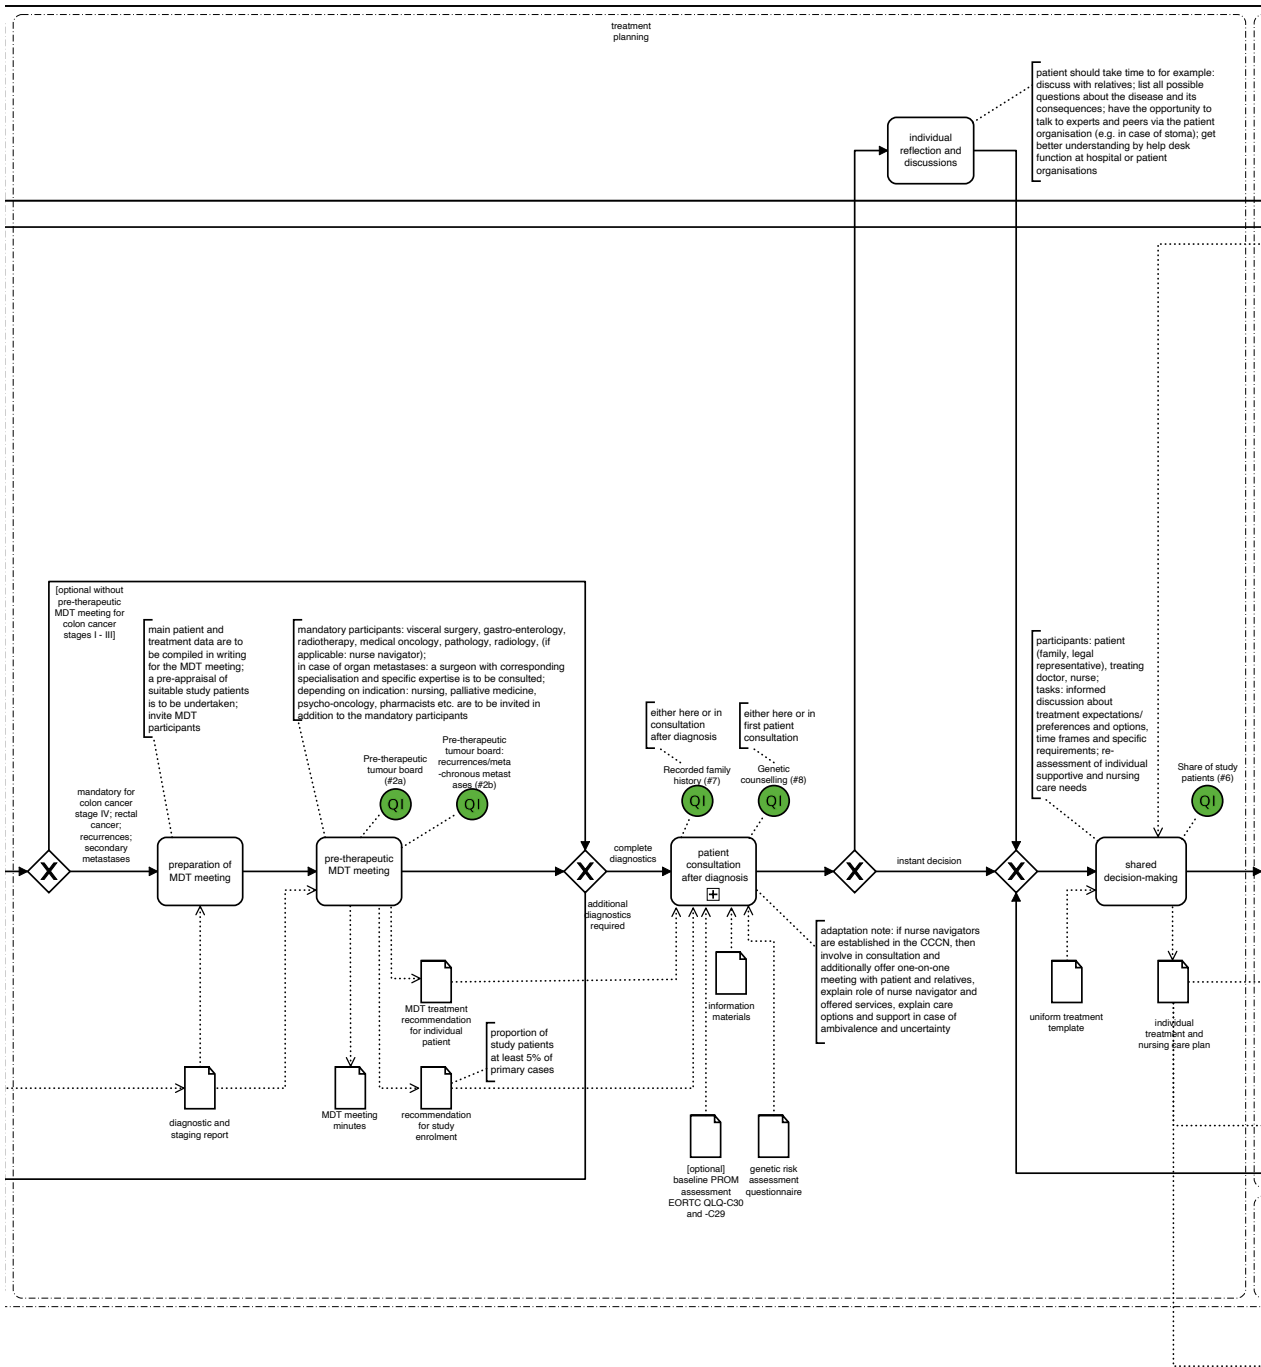 treatment
planning
patient should take time to for example:
discuss with relatives; list all possible
questions about the disease and its
consequences; have the opportunity to
talk to experts and peers via the patient
organisation (e.g. in case of stoma); get
better understanding by help desk
function at hospital or patient
organisations
individual
reflection and
discussions
[optional without
pre-therapeutic
MDT meeting for
colon cancer
stages I - III]
main patient and
treatment data are to
be compiled in writing
for the MDT meeting;
a pre-appraisal of
suitable study patients
is to be undertaken;
invite MDT
participants
mandatory participants: visceral surgery, gastro-enterology,
radiotherapy, medical oncology, pathology, radiology, (if
applicable: nurse navigator);
in case of organ metastases: a surgeon with corresponding
specialisation and specific expertise is to be consulted;
depending on indication: nursing, palliative medicine,
psycho-oncology, pharmacists etc. are to be invited in
addition to the mandatory participants
participants: patient
(family, legal
representative), treating
doctor, nurse;
tasks: informed
discussion about
treatment expectations/
preferences and options,
time frames and specific
requirements; re-
assessment of individual
supportive and nursing
care needs
either here or in
consultation
after diagnosis
either here or in
first patient
consultation
Pre-therapeutic
tumour board
(#2a)
QI
Pre-therapeutic
tumour board:
recurrences/meta
-chronous metast
ases (#2b)
QI
Recorded family
history (#7)
QI
Genetic
counselling (#8)
QI
Share of study
patients (#6)
QI
mandatory for
colon cancer
stage IV; rectal
cancer;
recurrences;
secondary
metastases
X
preparation of
MDT meeting
pre-therapeutic
MDT meeting
X
complete
diagnostics
patient
consultation
after diagnosis
+
X
instant decision
X
shared
decision-making
additional
diagnostics
required
adaptation note: if nurse navigators
are established in the CCCN, then
involve in consultation and
additionally offer one-on-one
meeting with patient and relatives,
explain role of nurse navigator and
offered services, explain care
options and support in case of
ambivalence and uncertainty
MDT treatment
recommendation
for individual
patient
information
materials
uniform treatment
template
individual
treatment and
nursing care plan
proportion of
study patients
at least 5% of
primary cases
diagnostic and
staging report
MDT meeting
minutes
recommendation
for study
enrolment
[optional]
baseline PROM
assessment
EORTC QLQ-C30
and -C29
genetic risk
assessment
questionnaire